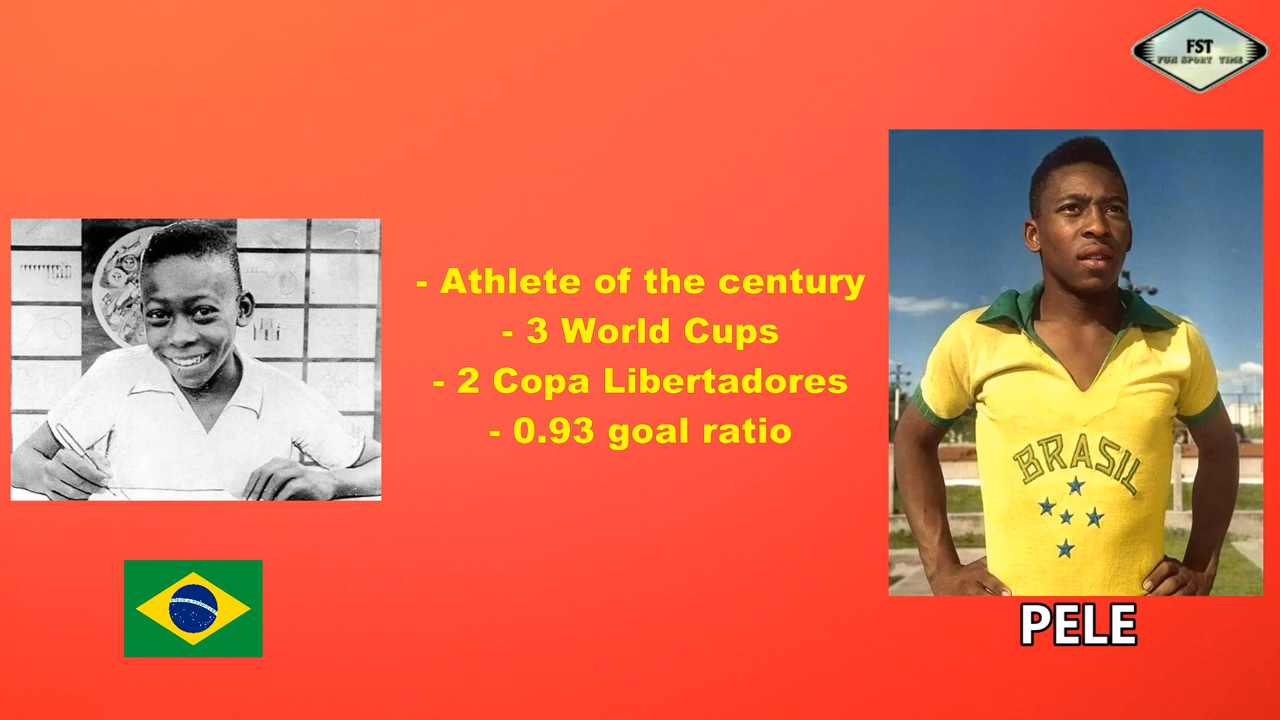 FST
FUN SPORT TIME
- Athlete of the century
- 3 World Cups
- 2 Copa Libertadores
- 0.93 goal ratio
BRASIL
PELE